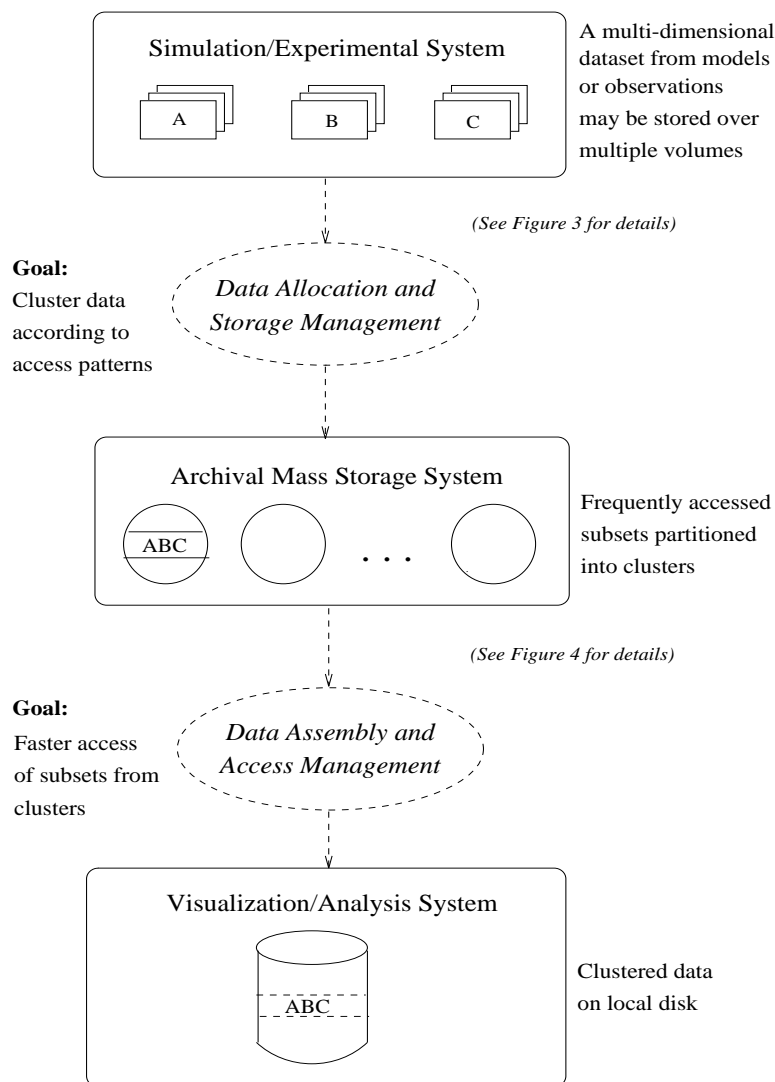 Simulation/Experimental System
A
B
C
A multi-dimensional
dataset from models
or observations
may be stored over
multiple volumes
(See Figure 3 for details)
Goal:
Cluster data
according to
access patterns
Data Allocation and
Storage Management
Archival Mass Storage System
ABC
. . .
Frequently accessed
subsets partitioned
into clusters
(See Figure 4 for details)
Goal:
Faster access
of subsets from
clusters
Data Assembly and
Access Management
Visualization/Analysis System
ABC
Clustered data
on local disk